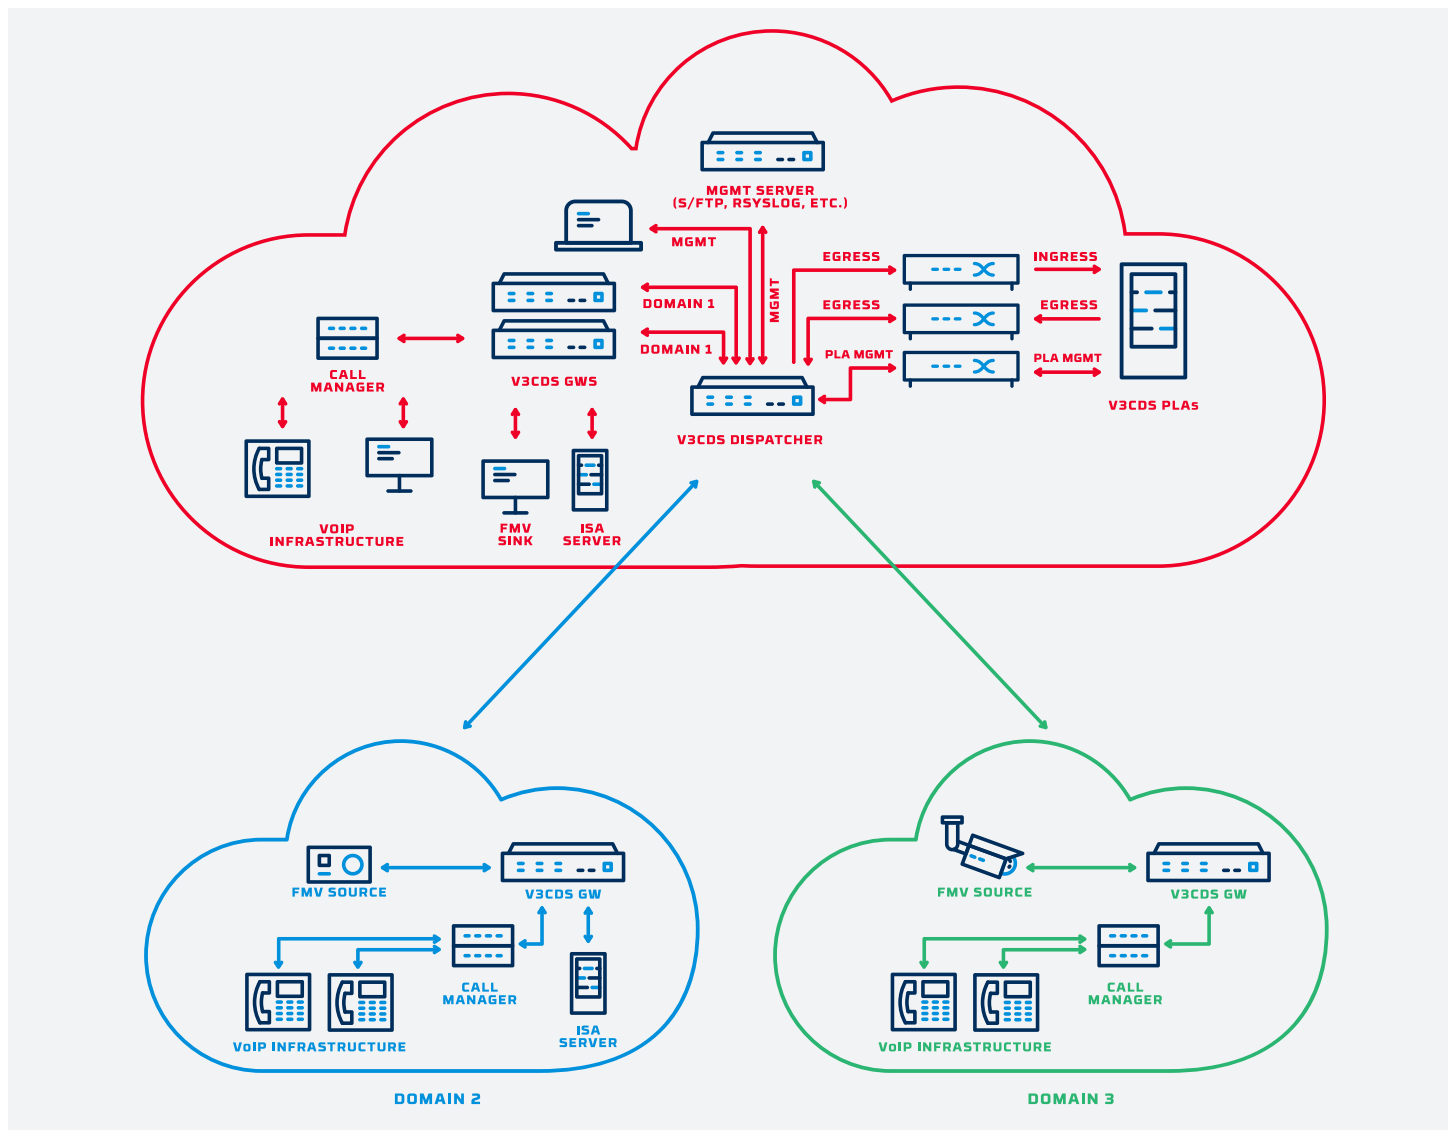 MGMT SERVER
(S/FTP, RSYSLOG, ETC.)
MGMT
MGMT
EGRESS
INGRESS
DOMAIN 1
EGRESS
EGRESS
DOMAIN 1
PLA MGMT
PLA MGMT
CALL
MANAGER
V3CDS GWS
V3CDS PLAs
V3CDS DISPATCHER
VOIP
INFRASTRUCTURE
FMV
SINK
ISA
SERVER
FMV SOURCE
V3CDS GW
CALL
MANAGER
ISA
SERVER
VoIP INFRASTRUCTURE
DOMAIN 2
FMV SOURCE
V3CDS GW
CALL
MANAGER
VoIP INFRASTRUCTURE
DOMAIN 3